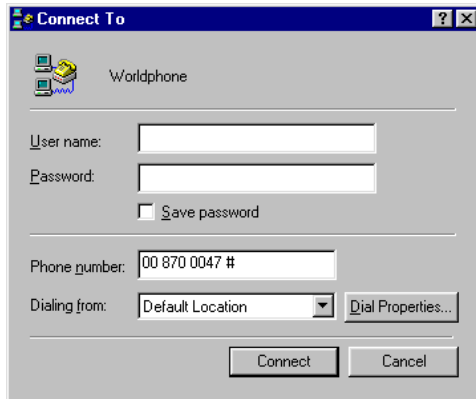 Connect To
Worldphone
User name:
Password:
Save password
Phone number: 00 870 0047 #
Dialing from: Default Location Dial Properties...
Connect Cancel